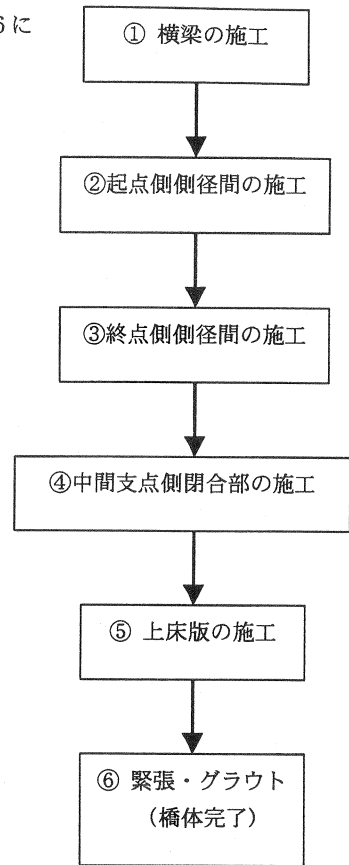 6に
① 横梁の施工
②起点側側径間の施工
③終点側側径間の施工
④中間支点側閉合部の施工
⑤ 上床版の施工
⑥ 緊張・グラウト
(橋体完了)